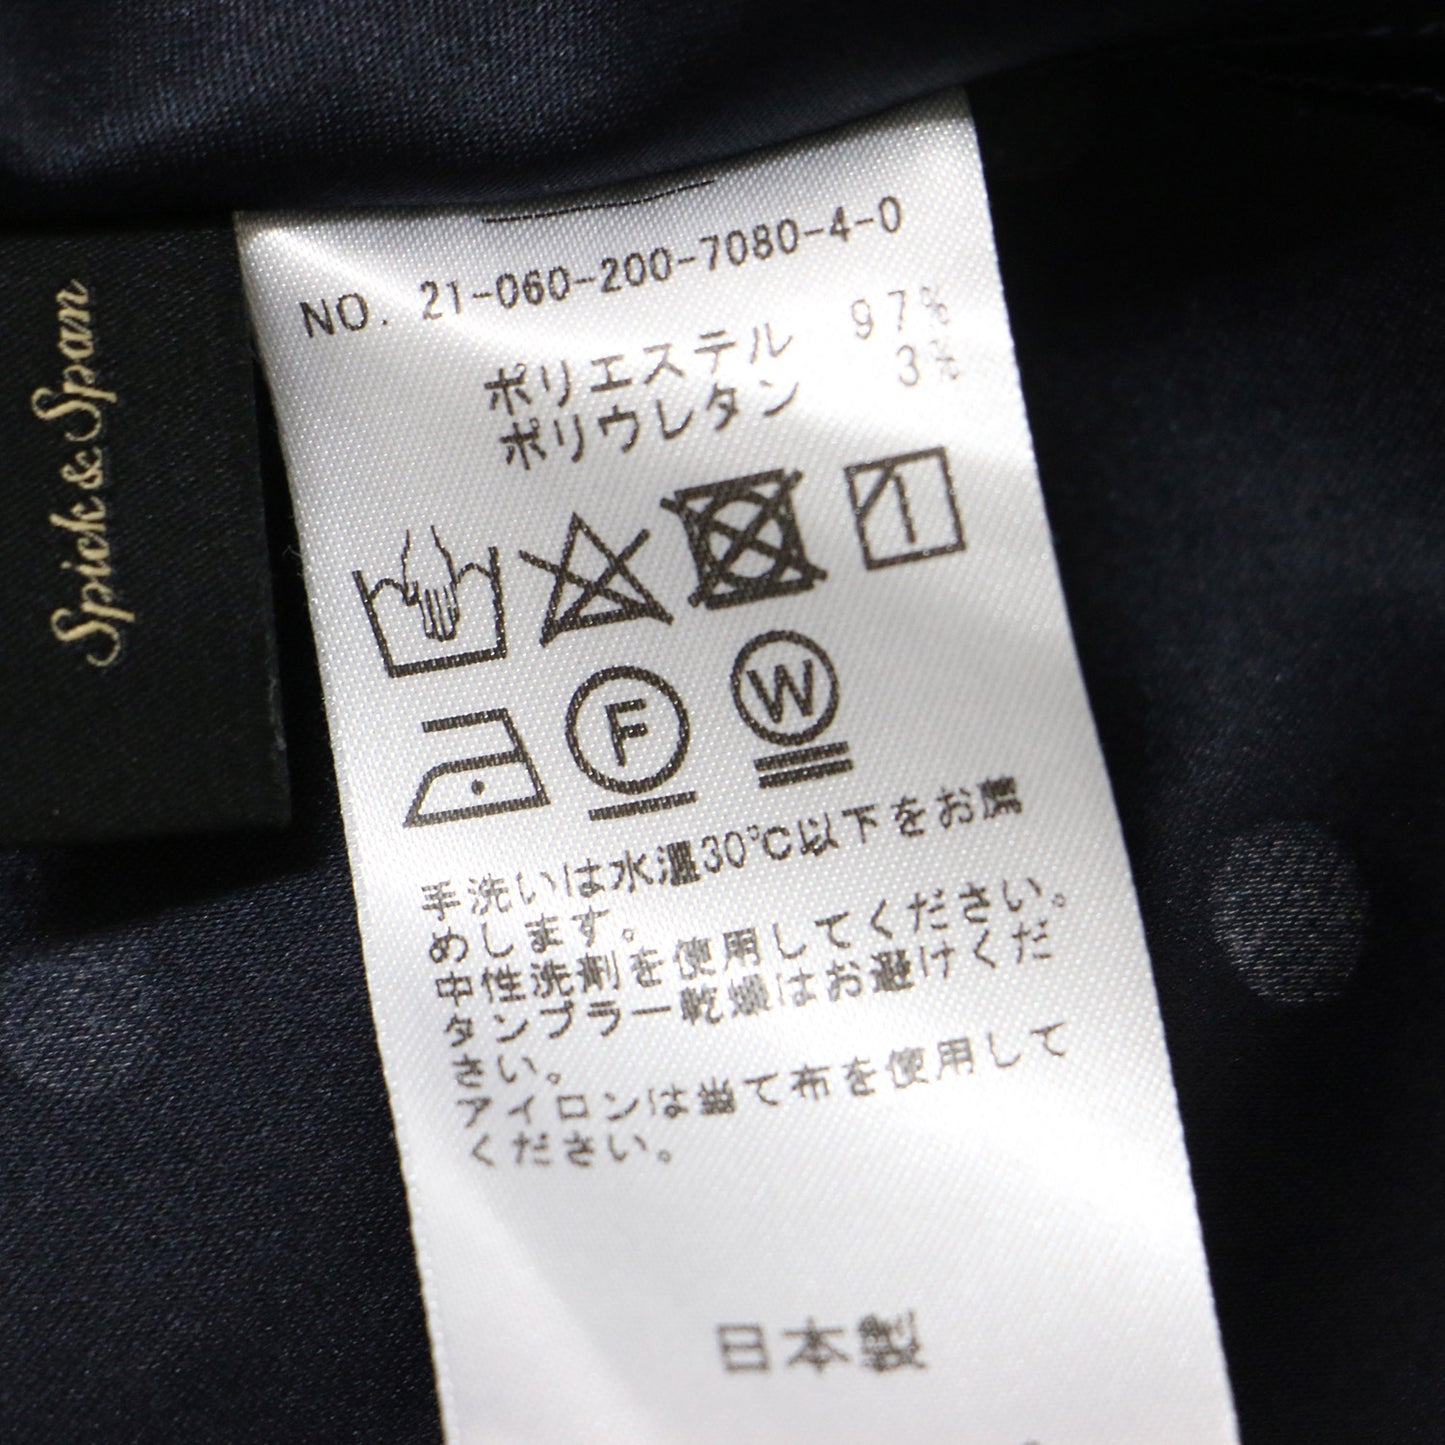 Spick&Span
NO. 21-060-200-7080-4-0
ポリエステル 97%
ポリウレタン 3%
F
W
手洗いは水温30℃以下をお薦
めします。
中性洗剤を使用してください。
タンブラー乾燥はお避けくだ
さい。
アイロンは当て布を使用して
ください。
日本製